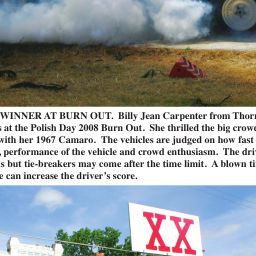 WINNER AT BURN OUT. Billy Jean Carpenter from Thorn
at the Polish Day 2008 Burn Out. She thrilled the big crowd
with her 1967 Camaro. The vehicles are judged on how fast
, performance of the vehicle and crowd enthusiasm. The dri
s but tie-breakers may come after the time limit. A blown ti
e can increase the driver's score.
XX